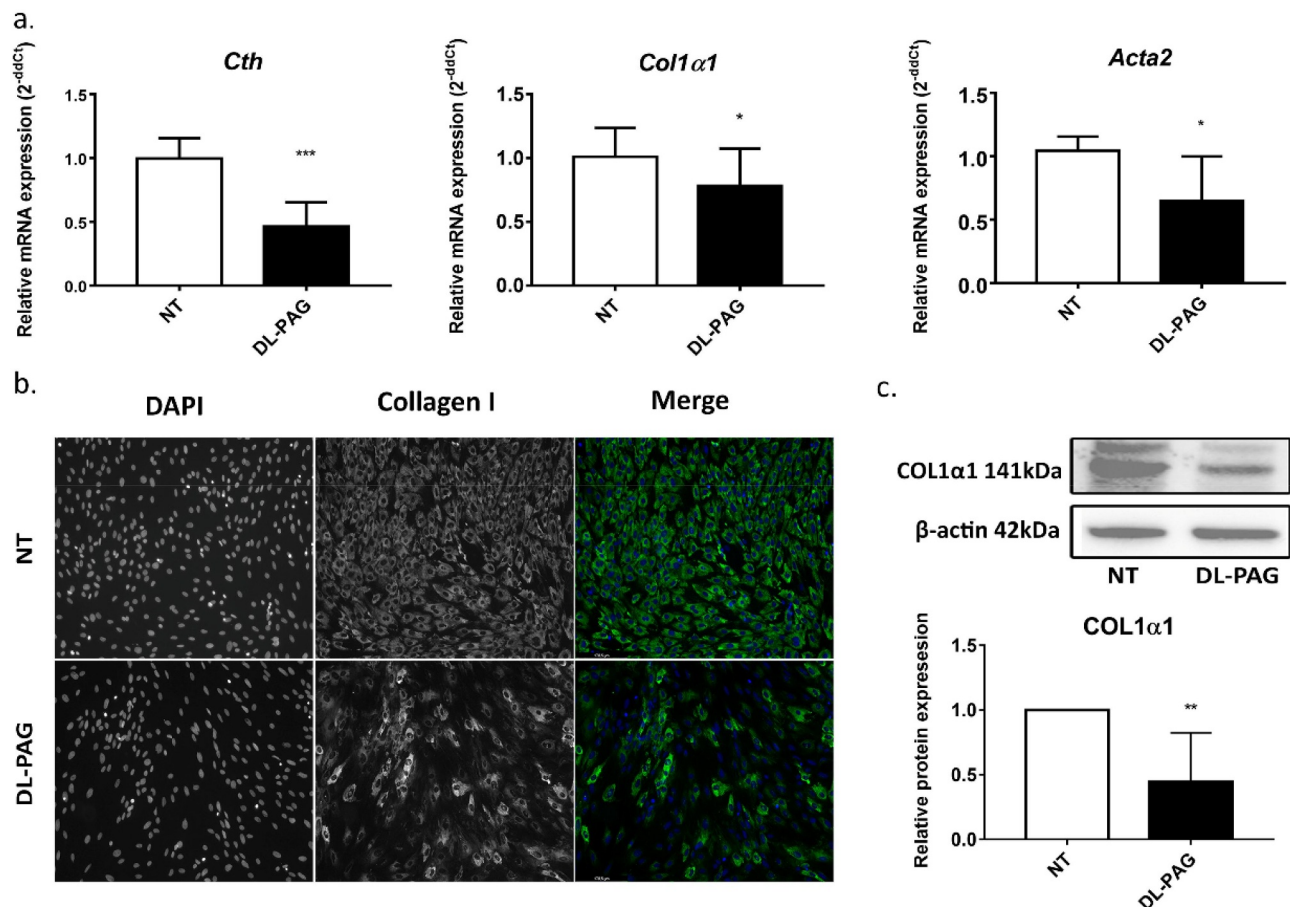 a.
Cth
Relative mRNA expression (2^-ddCt)
1.5
1.0
0.5
0.0
***
NT
DL-PAG
Col1α1
Relative mRNA expression (2^-ddCt)
1.5
1.0
0.5
0.0
*
NT
DL-PAG
Acta2
Relative mRNA expression (2^-ddCt)
1.5
1.0
0.5
0.0
*
NT
DL-PAG
b.
DAPI
Collagen I
Merge
NT
DL-PAG
c.
COL1α1 141kDa
β-actin 42kDa
NT DL-PAG
COL1α1
Relative protein expresesion
1.5
1.0
0.5
0.0
**
NT
DL-PAG